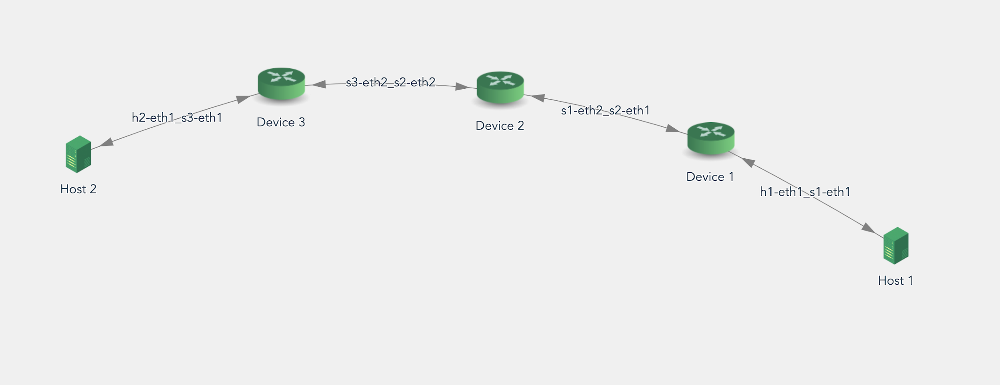 s3-eth2_s2-eth2
s1-eth2_s2-eth1
h2-eth1_s3-eth1
Device 3
Device 2
Device 1
Host 2
h1-eth1_s1-eth1
Host 1